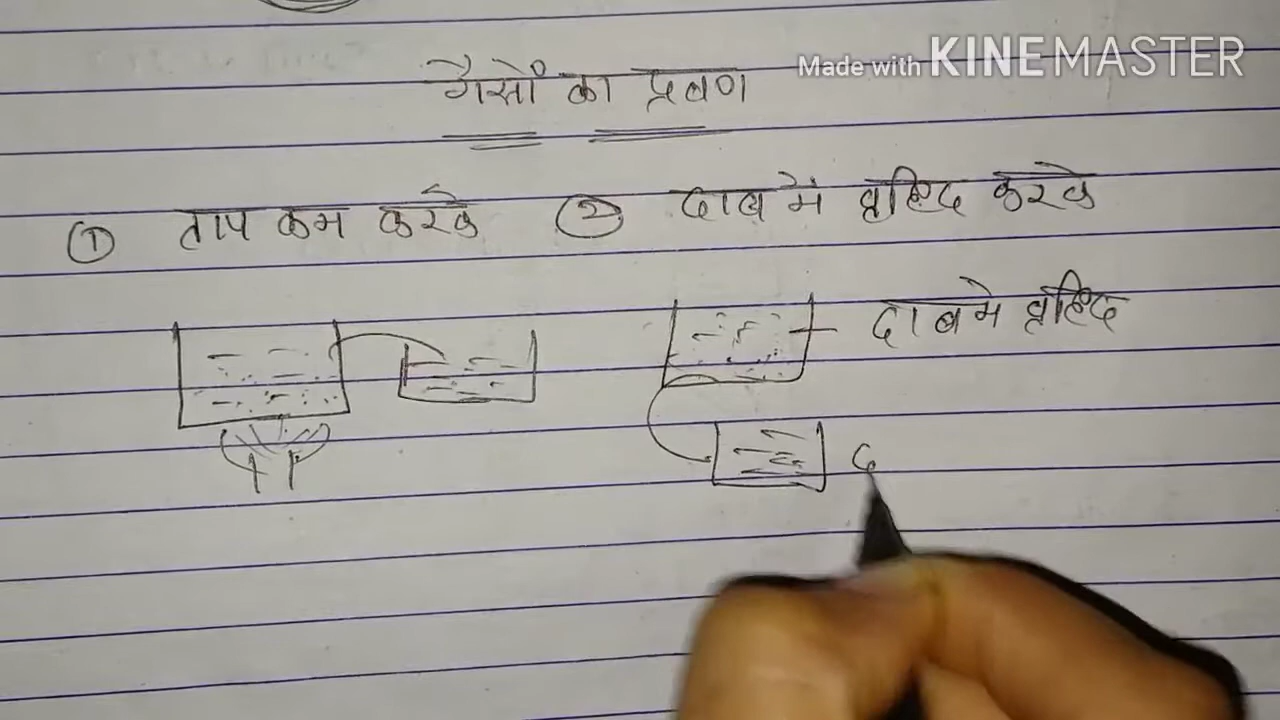 Made with KINEMASTER
गैसों का द्रवण
① ताप कम करके ② दाब में वृद्धि करके
दाब मे वृद्धि
द